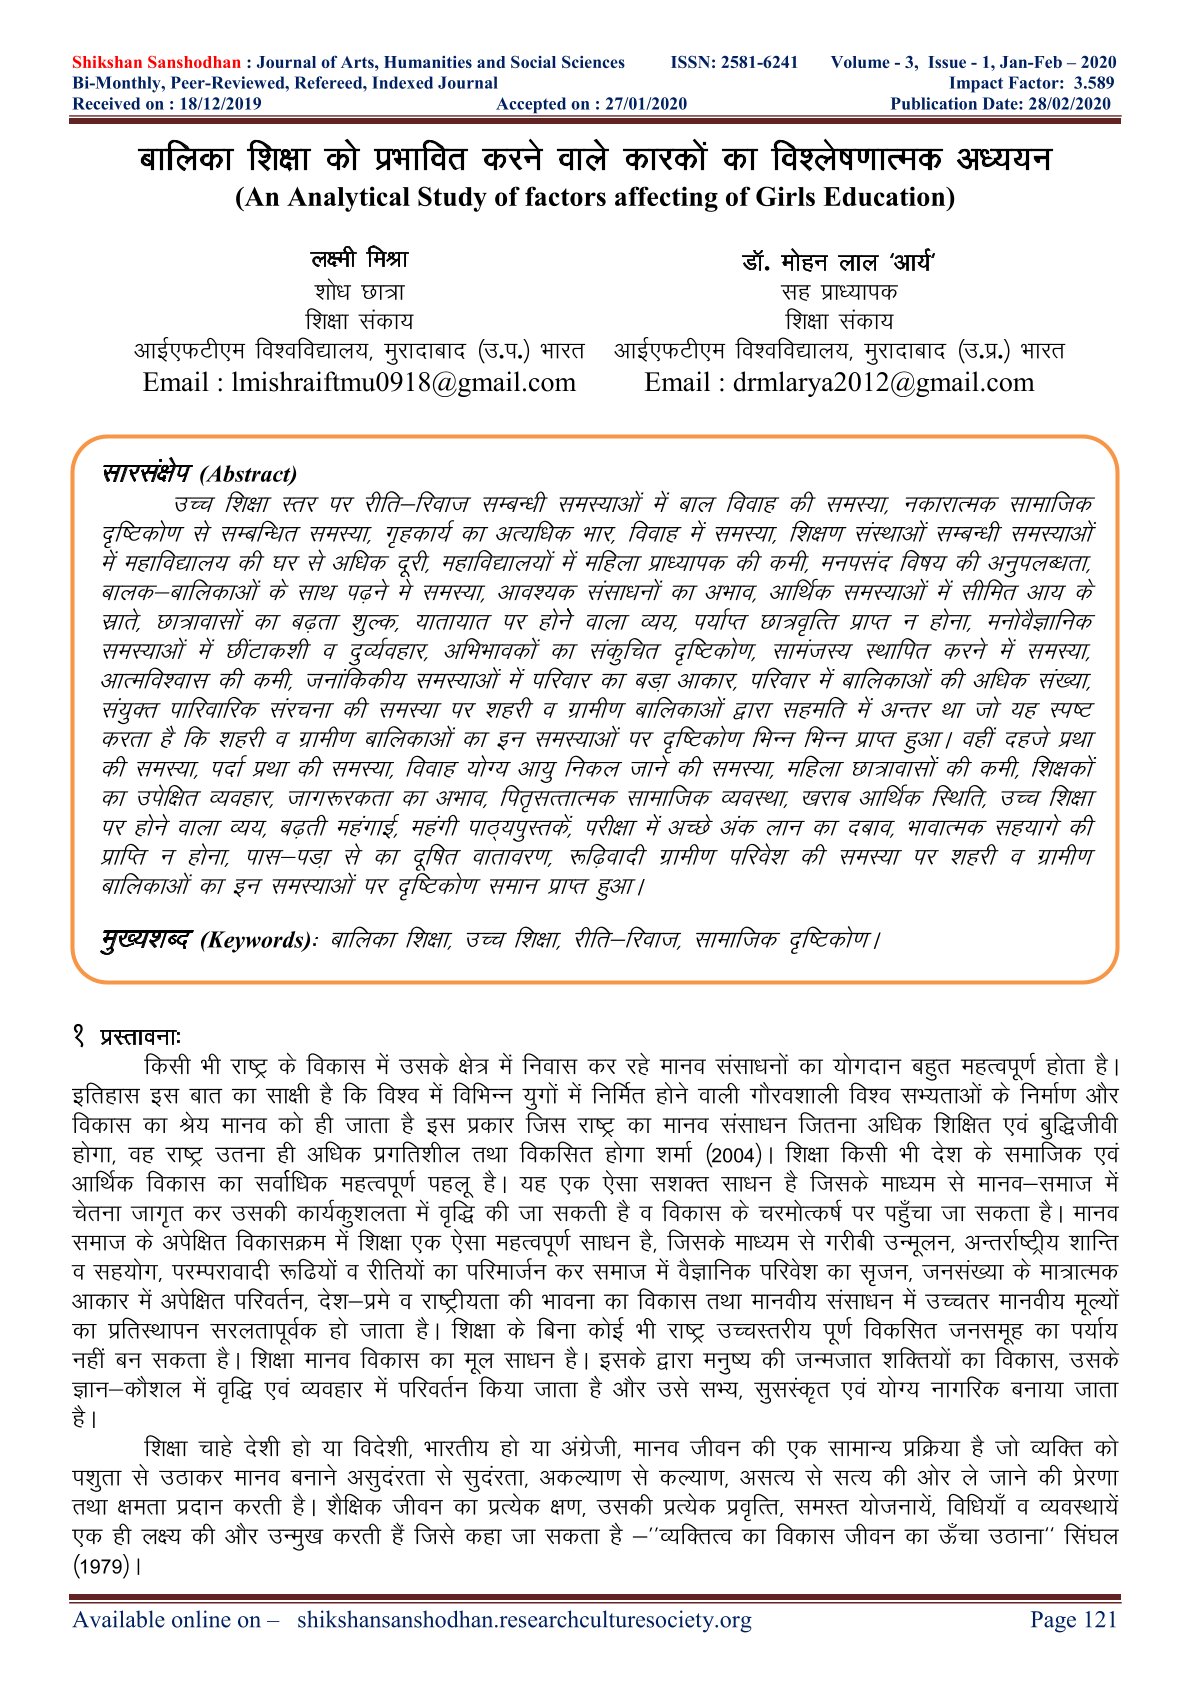 Shikshan Sanshodhan : Journal of Arts, Humanities and Social Sciences ISSN: 2581-6241 Volume - 3, Issue - 1, Jan-Feb – 2020
Bi-Monthly, Peer-Reviewed, Refereed, Indexed Journal Impact Factor: 3.589
Received on : 18/12/2019 Accepted on : 27/01/2020 Publication Date: 28/02/2020
बालिका शिक्षा को प्रभावित करने वाले कारकों का विश्लेषणात्मक अध्ययन
(An Analytical Study of factors affecting of Girls Education)
लक्ष्मी मिश्रा
शोध छात्रा
शिक्षा संकाय
आईएफटीएम विश्वविद्यालय, मुरादाबाद (उ.प.) भारत
Email : lmishraiftmu0918@gmail.com
डॉ. मोहन लाल 'आर्य'
सह प्राध्यापक
शिक्षा संकाय
आईएफटीएम विश्वविद्यालय, मुरादाबाद (उ.प्र.) भारत
Email : drmlarya2012@gmail.com
सारसंक्षेप (Abstract)
उच्च शिक्षा स्तर पर रीति–रिवाज सम्बन्धी समस्याओं में बाल विवाह की समस्या, नकारात्मक सामाजिक
दृष्टिकोण से सम्बन्धित समस्या, गृहकार्य का अत्यधिक भार, विवाह में समस्या, शिक्षण संस्थाओं सम्बन्धी समस्याओं
में महाविद्यालय की घर से अधिक दूरी, महाविद्यालयों में महिला प्राध्यापक की कमी, मनपसंद विषय की अनुपलब्धता,
बालक–बालिकाओं के साथ पढ़ने मे समस्या, आवश्यक संसाधनों का अभाव, आर्थिक समस्याओं में सीमित आय के
स्राते, छात्रावासों का बढ़ता शुल्क, यातायात पर होनेे वाला व्यय, पर्याप्त छात्रवृत्ति प्राप्त न होना, मनोवैज्ञानिक
समस्याओं में छींटाकशी व दुर्व्यवहार, अभिभावकों का संकुचित दृष्टिकोण, सामंजस्य स्थापित करने में समस्या,
आत्मविश्वास की कमी, जनांकिकीय समस्याओं में परिवार का बड़ा आकार, परिवार में बालिकाओं की अधिक संख्या,
संयुक्त पारिवारिक संरचना की समस्या पर शहरी व ग्रामीण बालिकाओं द्वारा सहमति में अन्तर था जो यह स्पष्ट
करता है कि शहरी व ग्रामीण बालिकाओं का इन समस्याओं पर दृष्टिकोण भिन्न भिन्न प्राप्त हुआ। वहीं दहजे प्रथा
की समस्या, पर्दा प्रथा की समस्या, विवाह योग्य आयु निकल जाने की समस्या, महिला छात्रावासों की कमी, शिक्षकों
का उपेक्षित व्यवहार, जागरूकता का अभाव, पितृसत्तात्मक सामाजिक व्यवस्था, खराब आर्थिक स्थिति, उच्च शिक्षा
पर होने वाला व्यय, बढ़ती महंगाई, महंगी पाठ्यपुस्तकें, परीक्षा में अच्छे अंक लान का दबाव, भावात्मक सहयागे की
प्राप्ति न होना, पास–पड़ा से का दूषित वातावरण, रूढ़िवादी ग्रामीण परिवेश की समस्या पर शहरी व ग्रामीण
बालिकाओं का इन समस्याओं पर दृष्टिकोण समान प्राप्त हुआ।
मुख्यशब्द (Keywords): बालिका शिक्षा, उच्च शिक्षा, रीति–रिवाज, सामाजिक दृष्टिकोण।
१ प्रस्तावनाः
किसी भी राष्ट्र के विकास में उसके क्षेत्र में निवास कर रहे मानव संसाधनों का योगदान बहुत महत्वपूर्ण होता है।
इतिहास इस बात का साक्षी है कि विश्व में विभिन्न युगों में निर्मित होने वाली गौरवशाली विश्व सभ्यताओं के निर्माण और
विकास का श्रेय मानव को ही जाता है इस प्रकार जिस राष्ट्र का मानव संसाधन जितना अधिक शिक्षित एवं बुद्धिजीवी
होगा, वह राष्ट्र उतना ही अधिक प्रगतिशील तथा विकसित होगा शर्मा (2004)। शिक्षा किसी भी देश के समाजिक एवं
आर्थिक विकास का सर्वाधिक महत्वपूर्ण पहलू है। यह एक ऐसा सशक्त साधन है जिसके माध्यम से मानव–समाज में
चेतना जागृत कर उसकी कार्यकुशलता में वृद्धि की जा सकती है व विकास के चरमोत्कर्ष पर पहुँचा जा सकता है। मानव
समाज के अपेक्षित विकासक्रम में शिक्षा एक ऐसा महत्वपूर्ण साधन है, जिसके माध्यम से गरीबी उन्मूलन, अन्तर्राष्ट्रीय शान्ति
व सहयोग, परम्परावादी रूढियों व रीतियों का परिमार्जन कर समाज में वैज्ञानिक परिवेश का सृजन, जनसंख्या के मात्रात्मक
आकार में अपेक्षित परिवर्तन, देश–प्रमे व राष्ट्रीयता की भावना का विकास तथा मानवीय संसाधन में उच्चतर मानवीय मूल्यों
का प्रतिस्थापन सरलतापूर्वक हो जाता है। शिक्षा के बिना कोई भी राष्ट्र उच्चस्तरीय पूर्ण विकसित जनसमूह का पर्याय
नहीं बन सकता है। शिक्षा मानव विकास का मूल साधन है। इसके द्वारा मनुष्य की जन्मजात शक्तियों का विकास, उसके
ज्ञान–कौशल में वृद्धि एवं व्यवहार में परिवर्तन किया जाता है और उसे सभ्य, सुसस्ंकृत एवं योग्य नागरिक बनाया जाता
है।
शिक्षा चाहे देशी हो या विदेशी, भारतीय हो या अंग्रेजी, मानव जीवन की एक सामान्य प्रक्रिया है जो व्यक्ति को
पशुता से उठाकर मानव बनाने असुदंरता से सुदंरता, अकल्याण से कल्याण, असत्य से सत्य की ओर ले जाने की प्रेरणा
तथा क्षमता प्रदान करती है। शैक्षिक जीवन का प्रत्येक क्षण, उसकी प्रत्येक प्रवृत्ति, समस्त योजनायें, विधियाँ व व्यवस्थायें
एक ही लक्ष्य की और उन्मुख करती हैं जिसे कहा जा सकता है –''व्यक्तित्व का विकास जीवन का ऊँचा उठाना'' सिंघल
(1979)।
Available online on – shikshansanshodhan.researchculturesociety.org Page 121